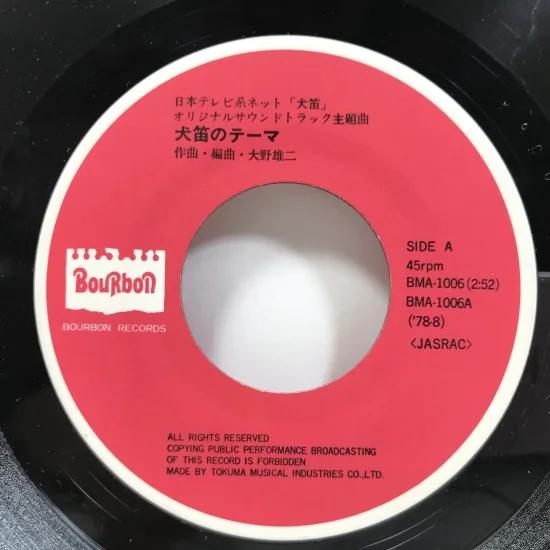 日本テレビ系ネット「犬笛」
オリジナルサウンドトラック主題曲
犬笛のテーマ
作曲・編曲・大野雄二
SIDE A
45rpm
BMA-1006 (2:52)
BMA-1006A
('78・8)
<JASRAC>
BouRbon
BOURBON RECORDS
ALL RIGHTS RESERVED
COPYING PUBLIC PERFORMANCE BROADCASTING
OF THIS RECORD IS FORBIDDEN
MADE BY TOKUMA MUSICAL INDUSTRIES CO.,LTD.